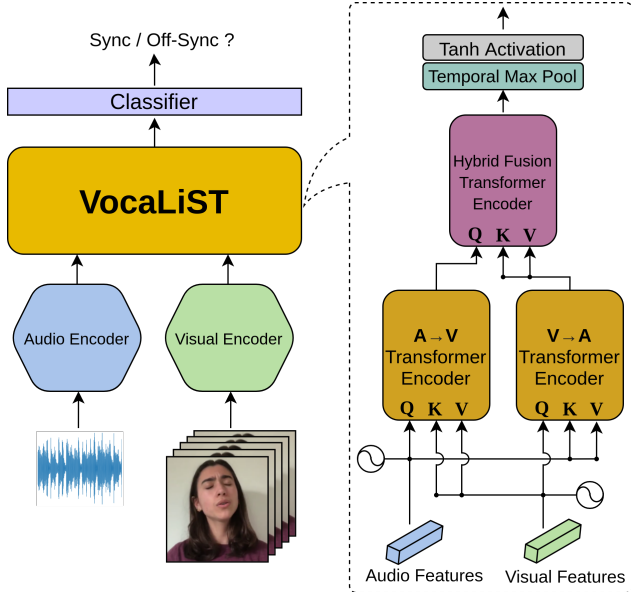 Sync / Off-Sync ?
Classifier
VocaLiST
Audio Encoder
Visual Encoder
Tanh Activation
Temporal Max Pool
Hybrid Fusion
Transformer
Encoder
Q K V
A→V
Transformer
Encoder
Q K V
V→A
Transformer
Encoder
Q K V
Audio Features
Visual Features